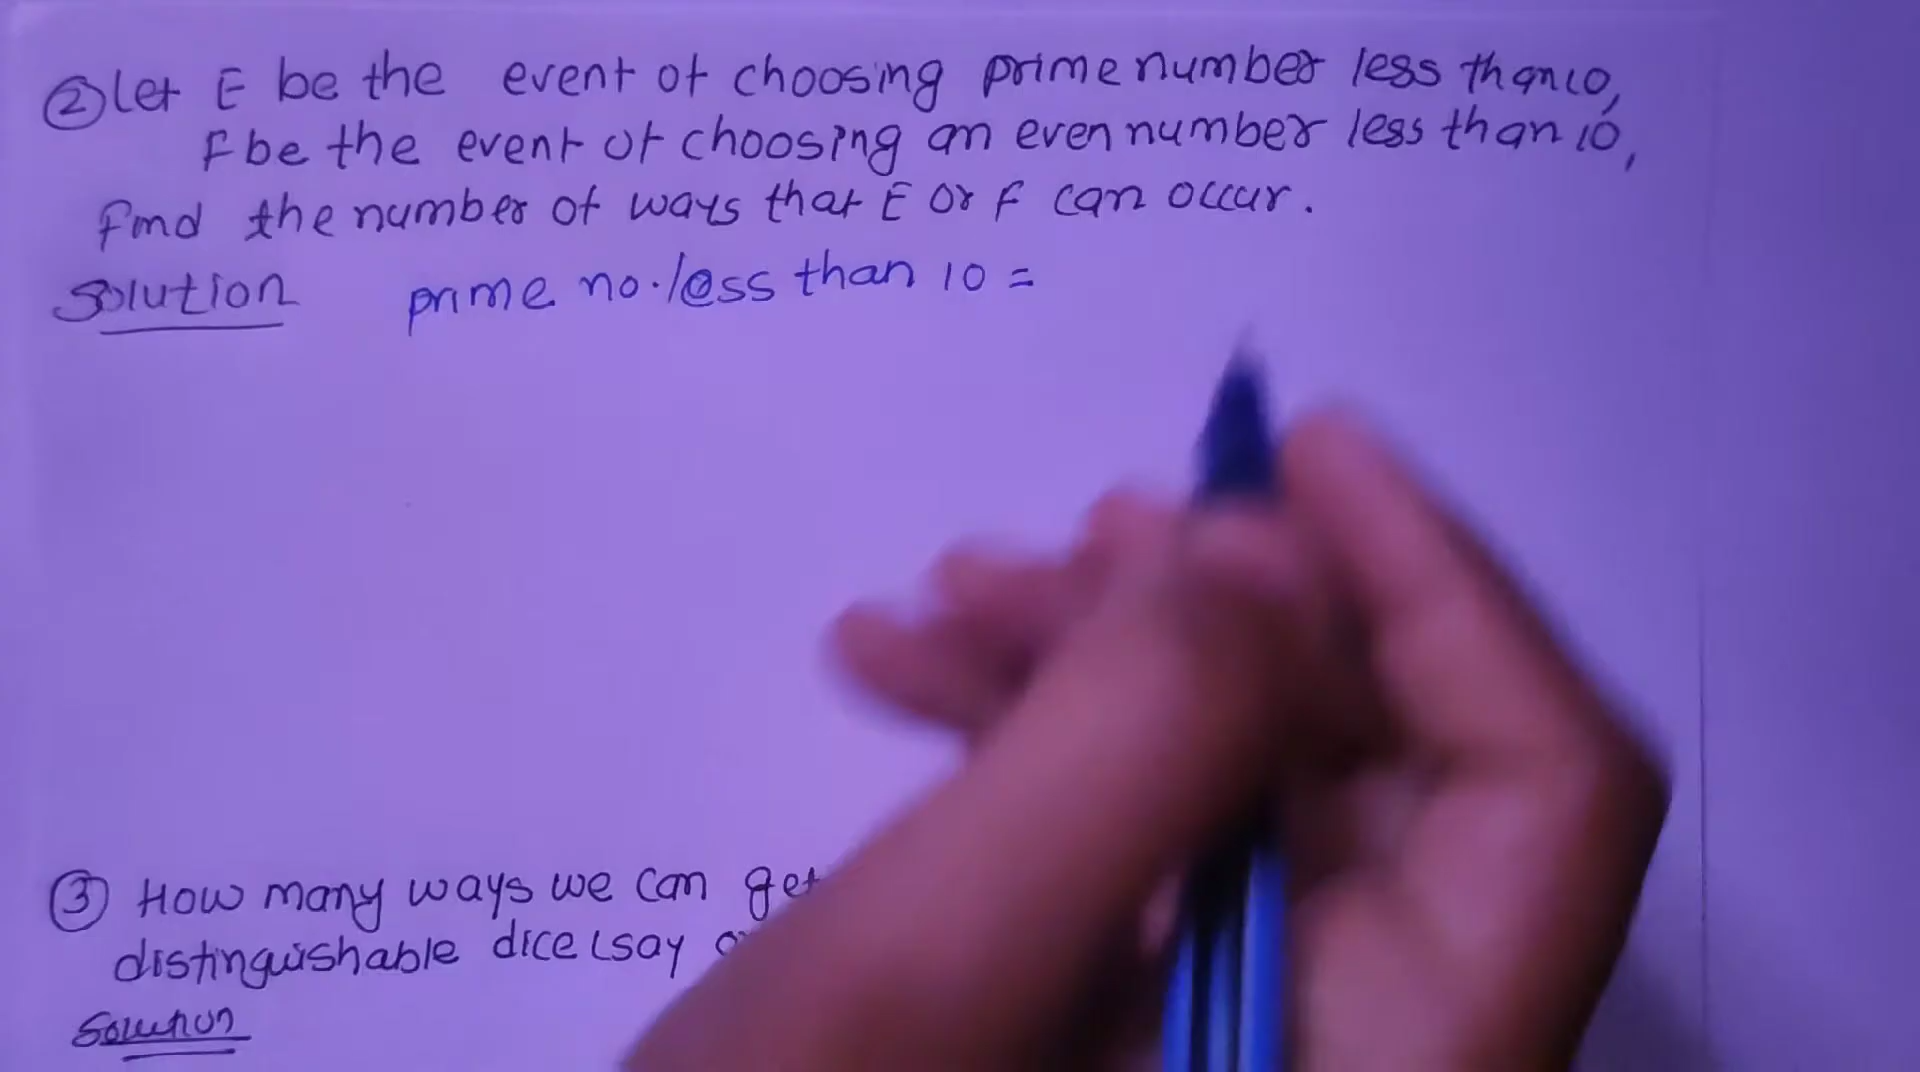 ② let E be the event of choosing prime number less than 10,
F be the event of choosing an even number less than 10,
find the number of ways that E or F can occur.
Solution prime no. less than 10 =
③ How many ways we can get
distinguishable dice (say
Solution